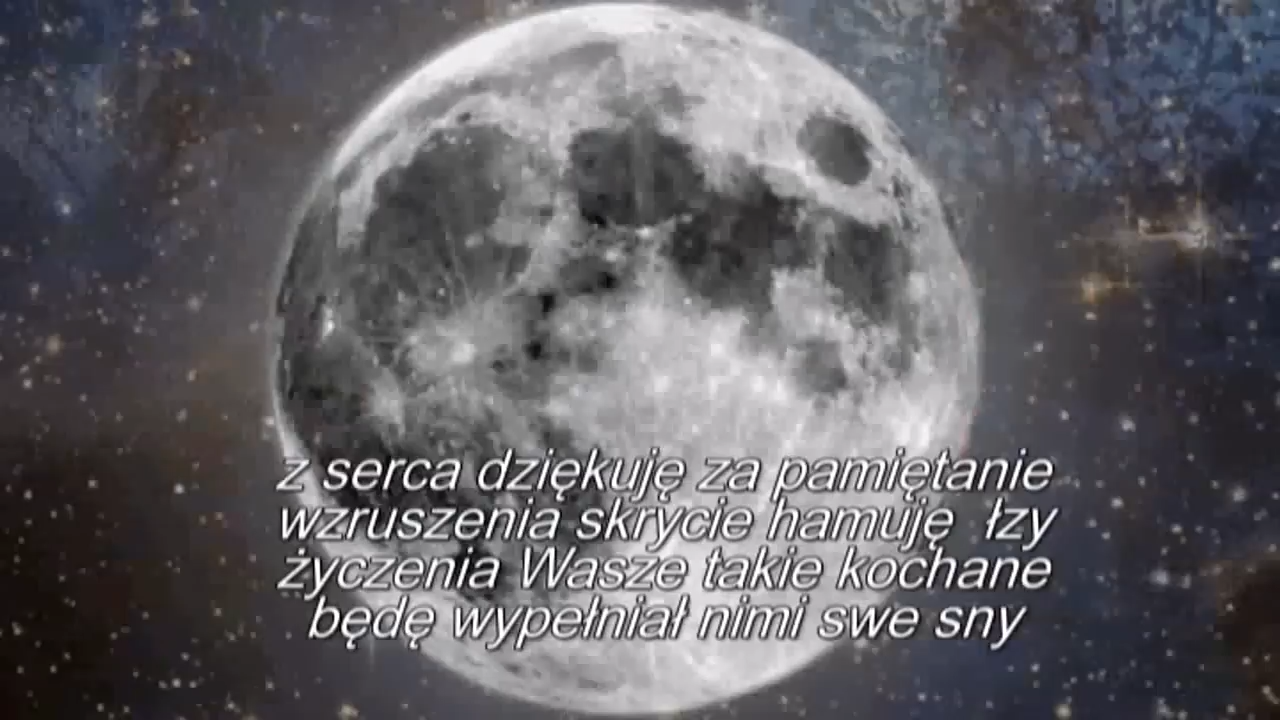 z serca dziękuję za pamiętanie
wzruszenia skrycie hamuję łzy
życzenia Wasze takie kochane
będę wypełniał nimi swe sny